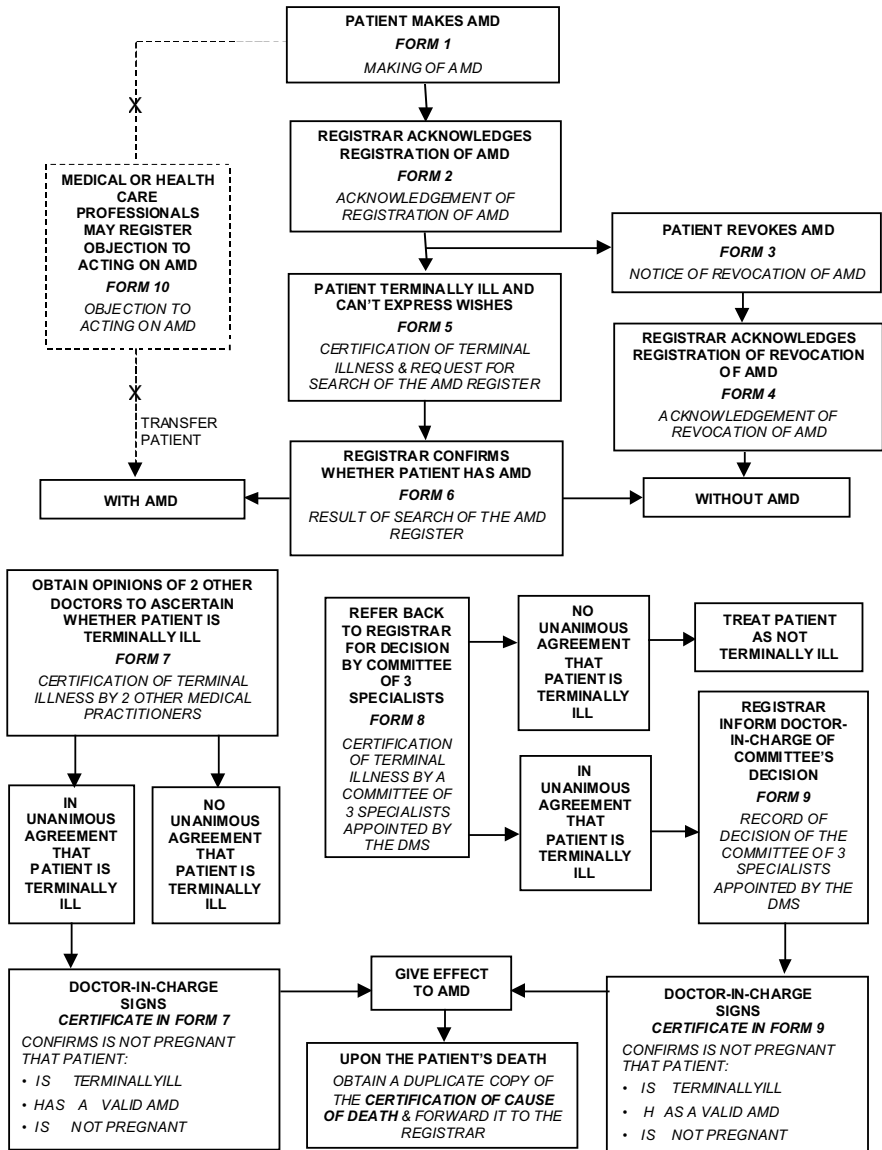 PATIENT MAKES AMD
FORM 1
MAKING OF AMD
X
REGISTRAR ACKNOWLEDGES
REGISTRATION OF AMD
FORM 2
ACKNOWLEDGEMENT OF
REGISTRATION OF AMD
MEDICAL OR HEALTH
CARE
PROFESSIONALS
MAY REGISTER
OBJECTION TO
ACTING ON AMD
FORM 10
OBJECTION TO
ACTING ON AMD
PATIENT REVOKES AMD
FORM 3
NOTICE OF REVOCATION OF AMD
PATIENT TERMINALLY ILL AND
CAN'T EXPRESS WISHES
FORM 5
CERTIFICATION OF TERMINAL
ILLNESS & REQUEST FOR
SEARCH OF THE AMD REGISTER
REGISTRAR ACKNOWLEDGES
REGISTRATION OF REVOCATION
OF AMD
FORM 4
ACKNOWLEDGEMENT OF
REVOCATION OF AMD
X
TRANSFER
PATIENT
REGISTRAR CONFIRMS
WHETHER PATIENT HAS AMD
FORM 6
RESULT OF SEARCH OF THE AMD
REGISTER
WITH AMD
WITHOUT AMD
OBTAIN OPINIONS OF 2 OTHER
DOCTORS TO ASCERTAIN
WHETHER PATIENT IS
TERMINALLY ILL
FORM 7
CERTIFICATION OF TERMINAL
ILLNESS BY 2 OTHER MEDICAL
PRACTITIONERS
REFER BACK
TO REGISTRAR
FOR DECISION
BY COMMITTEE
OF 3
SPECIALISTS
FORM 8
CERTIFICATION
OF TERMINAL
ILLNESS BY A
COMMITTEE OF
3 SPECIALISTS
APPOINTED BY
THE DMS
NO
UNANIMOUS
AGREEMENT
THAT
PATIENT IS
TERMINALLY
ILL
TREAT PATIENT
AS NOT
TERMINALLY ILL
IN
UNANIMOUS
AGREEMENT
THAT
PATIENT IS
TERMINALLY
ILL
REGISTRAR
INFORM DOCTOR-
IN-CHARGE OF
COMMITTEE'S
DECISION
FORM 9
RECORD OF
DECISION OF THE
COMMITTEE OF 3
SPECIALISTS
APPOINTED BY THE
DMS
IN
UNANIMOUS
AGREEMENT
THAT
PATIENT IS
TERMINALLY
ILL
NO
UNANIMOUS
AGREEMENT
THAT
PATIENT IS
TERMINALLY
ILL
DOCTOR-IN-CHARGE
SIGNS
CERTIFICATE IN FORM 7
CONFIRMS IS NOT PREGNANT
THAT PATIENT:
• IS TERMINALLYILL
• HAS A VALID AMD
• IS NOT PREGNANT
GIVE EFFECT
TO AMD
UPON THE PATIENT'S DEATH
OBTAIN A DUPLICATE COPY OF
THE CERTIFICATION OF CAUSE
OF DEATH & FORWARD IT TO THE
REGISTRAR
DOCTOR-IN-CHARGE
SIGNS
CERTIFICATE IN FORM 9
CONFIRMS IS NOT PREGNANT
THAT PATIENT:
• IS TERMINALLYILL
• H AS A VALID AMD
• IS NOT PREGNANT